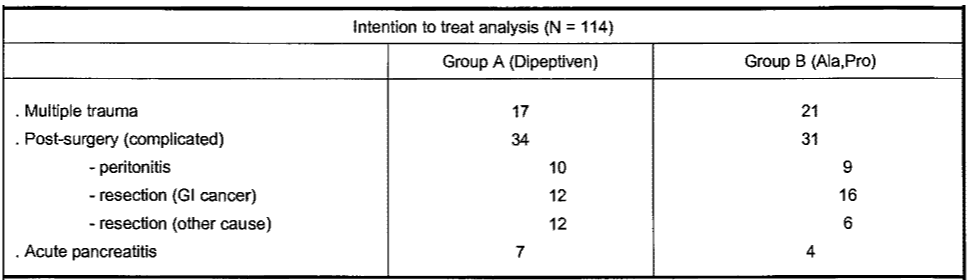 Intention to treat analysis (N = 114)
Group A (Dipeptiven) Group B (Ala,Pro)
. Multiple trauma 17 21
. Post-surgery (complicated) 34 31
- peritonitis 10 9
- resection (GI cancer) 12 16
- resection (other cause) 12 6
. Acute pancreatitis 7 4